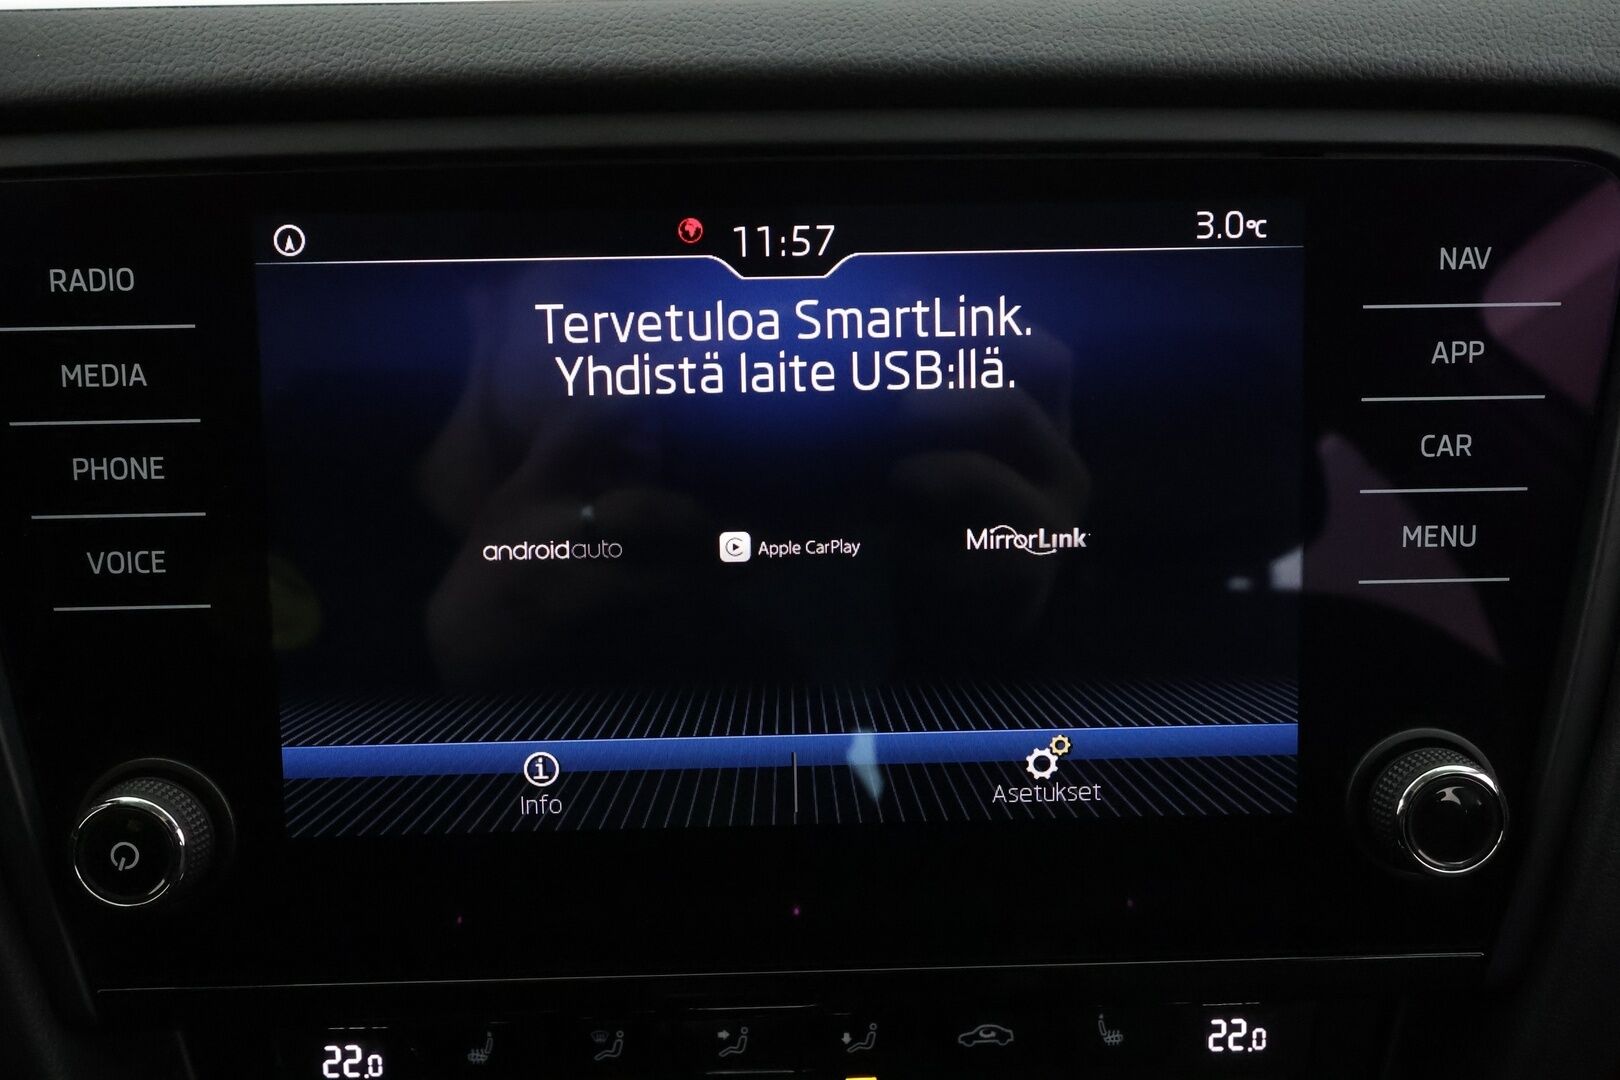 11:57
3.0°C
RADIO
MEDIA
PHONE
VOICE
Tervetuloa SmartLink.
Yhdistä laite USB:llä.
androidauto
Apple CarPlay
MirrorLink
NAV
APP
CAR
MENU
Info
Asetukset
22.0
22.0